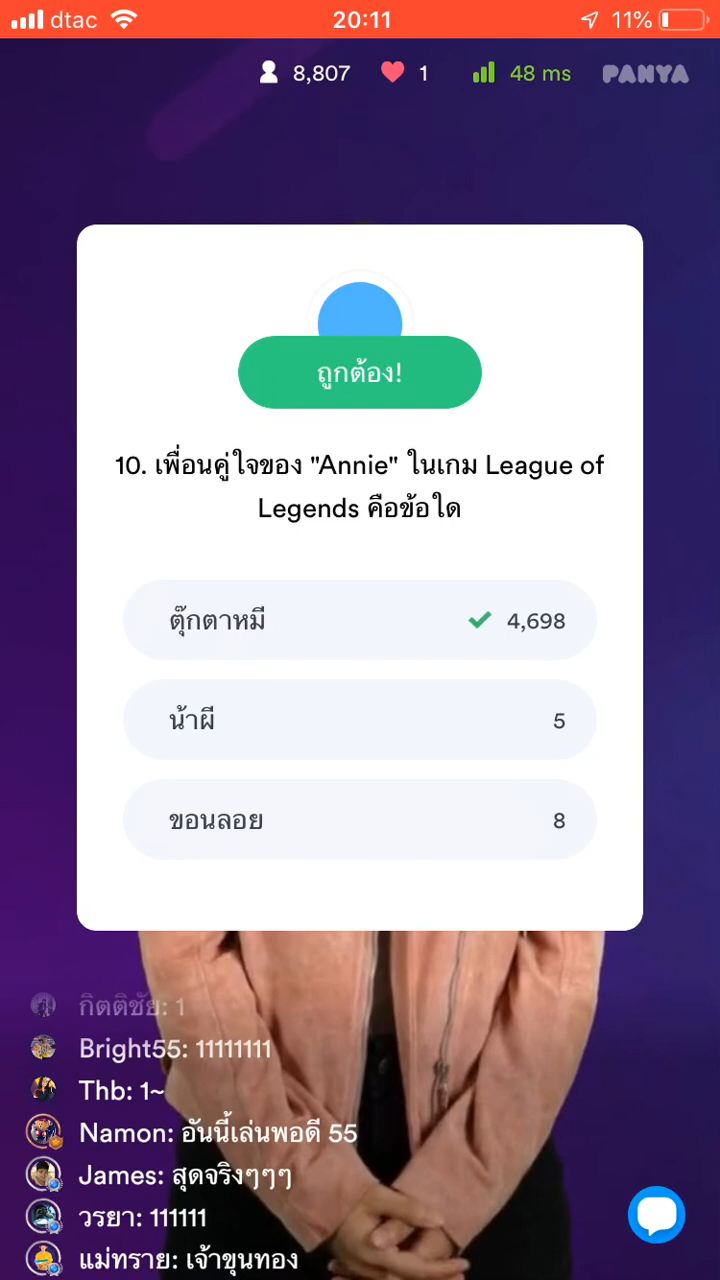 dtac 20:11 11%
8,807 1 48 ms PANYA
ถูกต้อง!
10. เพื่อนคู่ใจของ "Annie" ในเกม League of
Legends คือข้อใด
ตุ๊กตาหมี 4,698
น้าผี 5
ขอนลอย 8
กิตติชัย: 1
Bright55: 11111111
Thb: 1~
Namon: อันนี้เล่นพอดี 55
James: สุดจริงๆๆๆ
วรยา: 111111
แม่ทราย: เจ้าขุนทอง